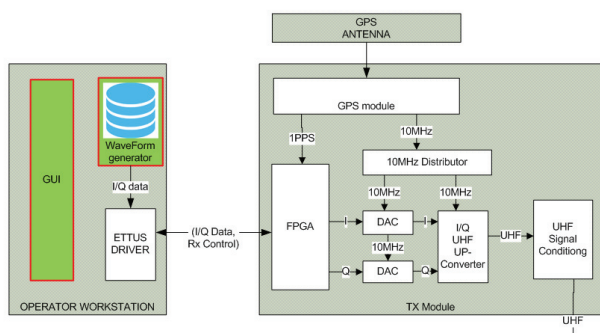 GPS
ANTENNA
GPS module
1PPS
10MHz
10MHz Distributor
10MHz
10MHz
WaveForm
generator
GUI
I/Q data
ETTUS
DRIVER
(I/Q Data,
Rx Control)
FPGA
I
DAC
I
10MHz
Q
DAC
Q
I/Q
UHF
UP-
Converter
UHF
UHF
Signal
Conditiong
OPERATOR WORKSTATION
TX Module
UHF